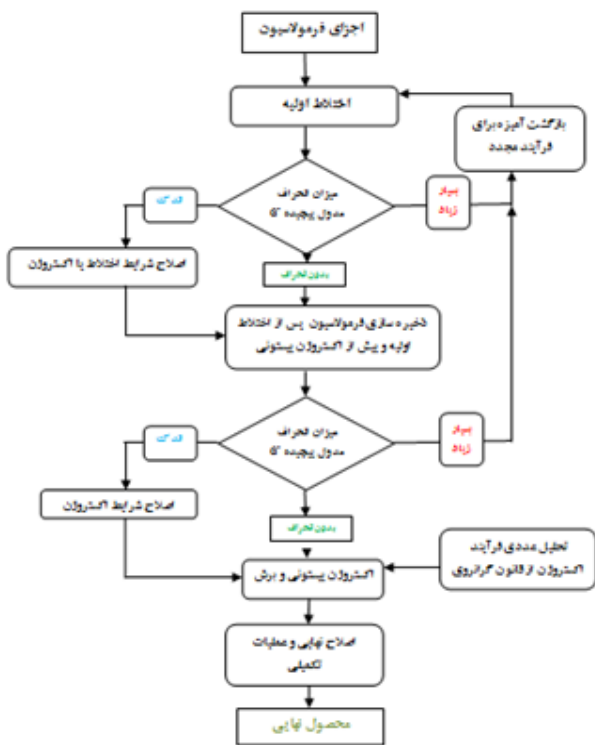 اجزای فرمولاسیون
اختلاط اولیه
بازگشت آمیزه برای
فرآیند مجدد
میزان انحراف
مدول پیچیده G*
اندک
بسیار
زیاد
اصلاح شرایط اختلاط یا اکستروژن
بدون انحراف
ذخیره سازی فرمولاسیون پس از اختلاط
اولیه و پیش از اکستروژن پیستونی
میزان انحراف
مدول پیچیده G*
اندک
بسیار
زیاد
اصلاح شرایط اکستروژن
بدون انحراف
تحلیل عددی فرآیند
اکستروژن از قانون گرانروی
اکستروژن پیستونی و برش
اصلاح نهایی و عملیات
تکمیلی
محصول نهایی